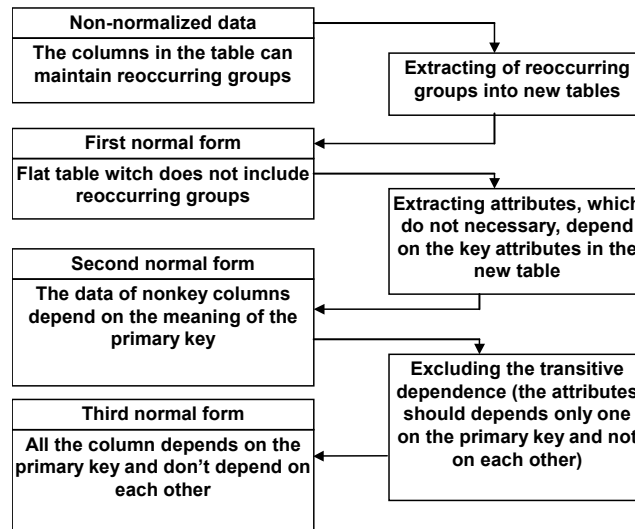 Non-normalized data
The columns in the table can
maintain reoccurring groups
Extracting of reoccurring
groups into new tables
First normal form
Flat table witch does not include
reoccurring groups
Extracting attributes, which
do not necessary, depend
on the key attributes in the
new table
Second normal form
The data of nonkey columns
depend on the meaning of the
primary key
Excluding the transitive
dependence (the attributes
should depends only one
on the primary key and not
on each other)
Third normal form
All the column depends on the
primary key and don't depend on
each other